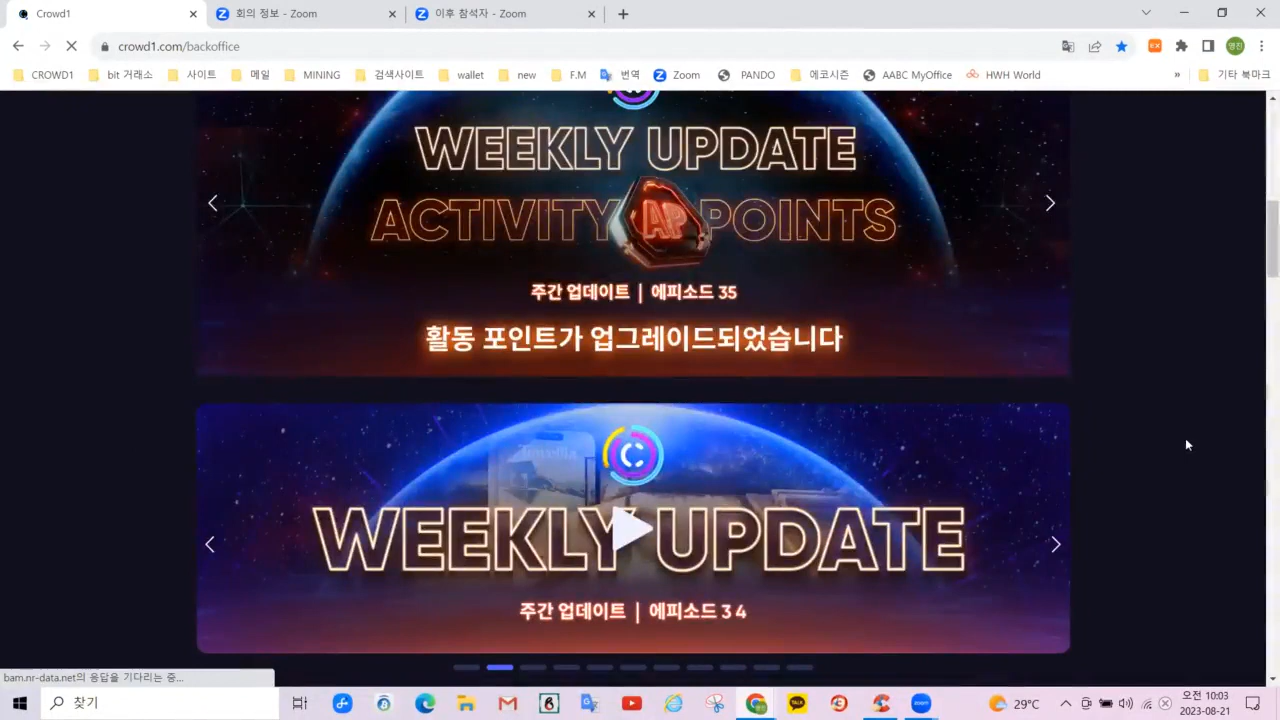 Crowd1
회의 정보 - Zoom
이후 참석자 - Zoom
crowd1.com/backoffice
CROWD1
bit 거래소
사이트
메일
MINING
검색사이트
wallet
new
F.M
번역
Zoom
PANDO
에코시즌
AABC MyOffice
HWH World
»
기타 북마크
WEEKLY UPDATE
ACTIVITY AP POINTS
주간 업데이트 | 에피소드 35
활동 포인트가 업그레이드되었습니다
WEEKLY UPDATE
주간 업데이트 | 에피소드 3 4
bam.nr-data.net의 응답을 기다리는 중...
찾기
29°C
오전 10:03
2023-08-21